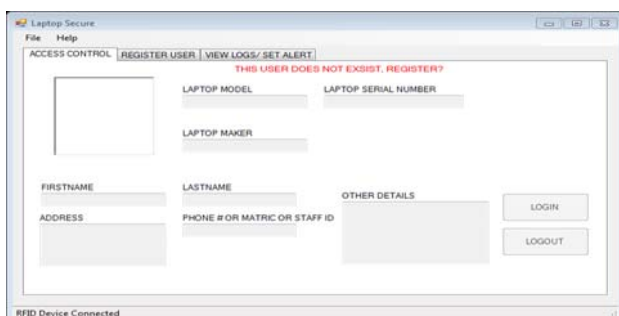 Laptop Secure
File Help
ACCESS CONTROL REGISTER USER VIEW LOGS/ SET ALERT
THIS USER DOES NOT EXSIST, REGISTER?
LAPTOP MODEL LAPTOP SERIAL NUMBER
LAPTOP MAKER
FIRSTNAME LASTNAME OTHER DETAILS
LOGIN
ADDRESS PHONE # OR MATRIC OR STAFF ID
LOGOUT
RFID Device Connected